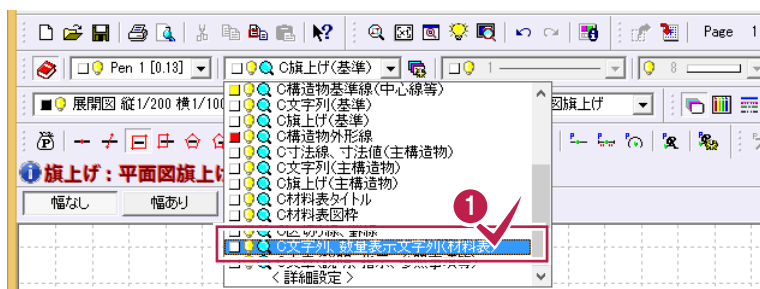 Page 1
Pen 1 [0.13]
C旗上げ(基準)
1
8
展開図 縦1/200 横1/100
図旗上げ
C構造物基準線(中心線等)
C文字列(基準)
C旗上げ(基準)
C構造物外形線
C寸法線、寸法値(主構造物)
C文字列(主構造物)
C旗上げ(主構造物)
C材料表タイトル
C材料表図枠
C文字列、数量表示文字列(材料表)
<詳細設定>
旗上げ:平面図旗上げ
幅なし
幅あり
1